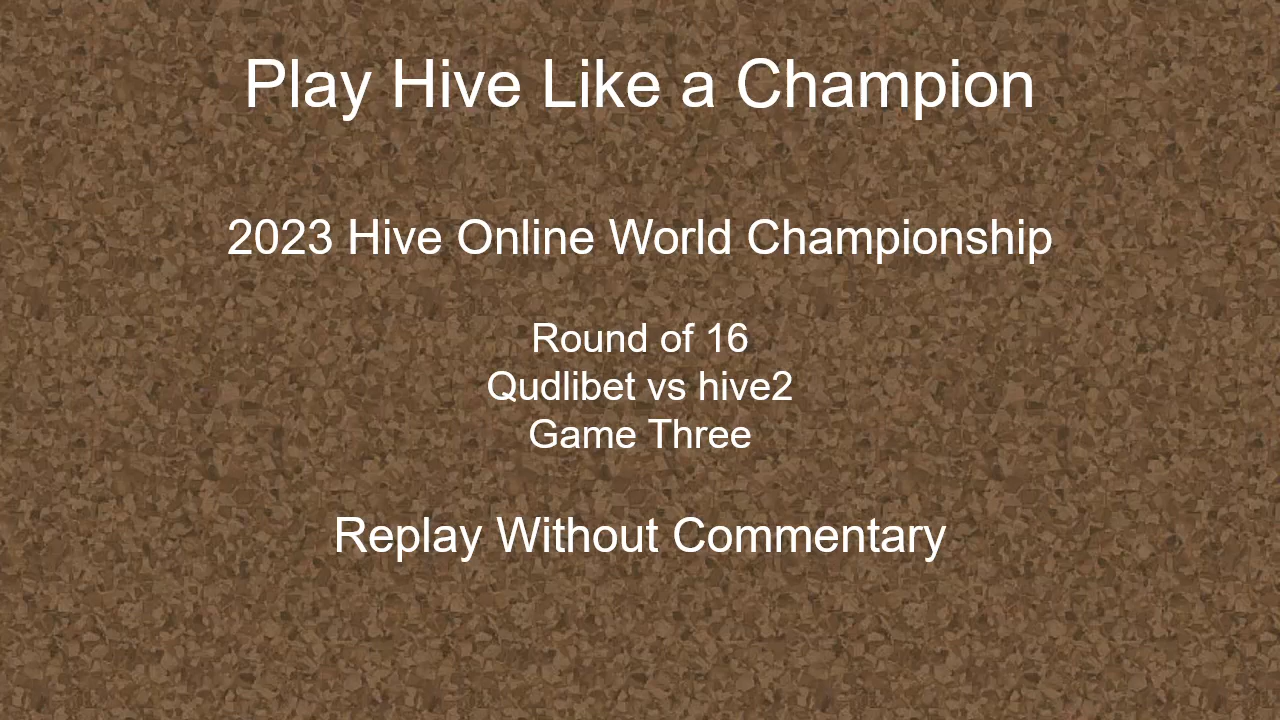 Play Hive Like a Champion
2023 Hive Online World Championship
Round of 16
Qudlibet vs hive2
Game Three
Replay Without Commentary